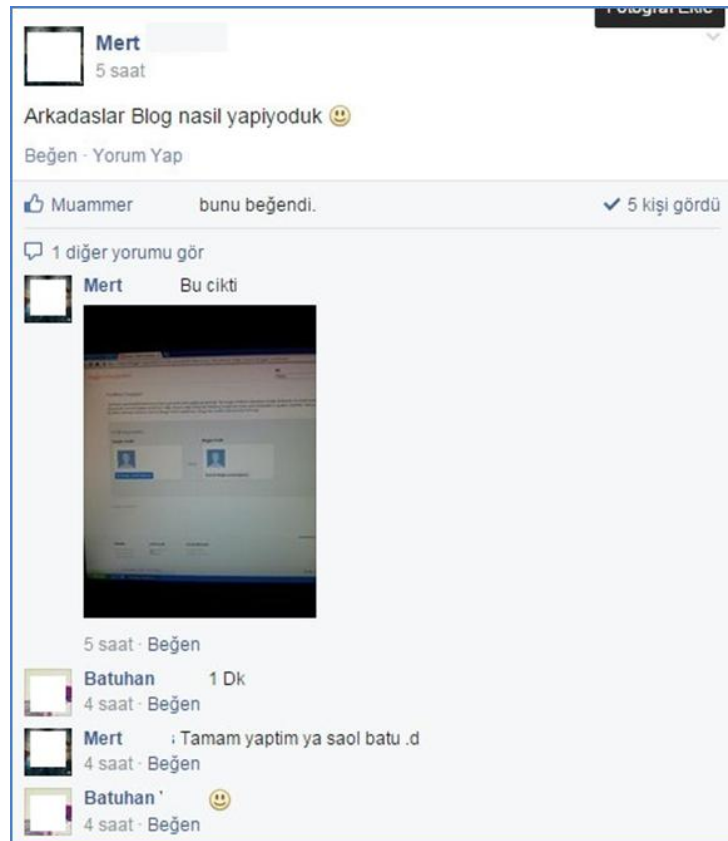 Mert
5 saat
Arkadaslar Blog nasil yapiyoduk
Beğen · Yorum Yap
Muammer bunu beğendi. 5 kişi gördü
1 diğer yorumu gör
Mert Bu cikti
5 saat · Beğen
Batuhan 1 Dk
4 saat · Beğen
Mert Tamam yaptim ya saol batu .d
4 saat · Beğen
Batuhan
4 saat · Beğen